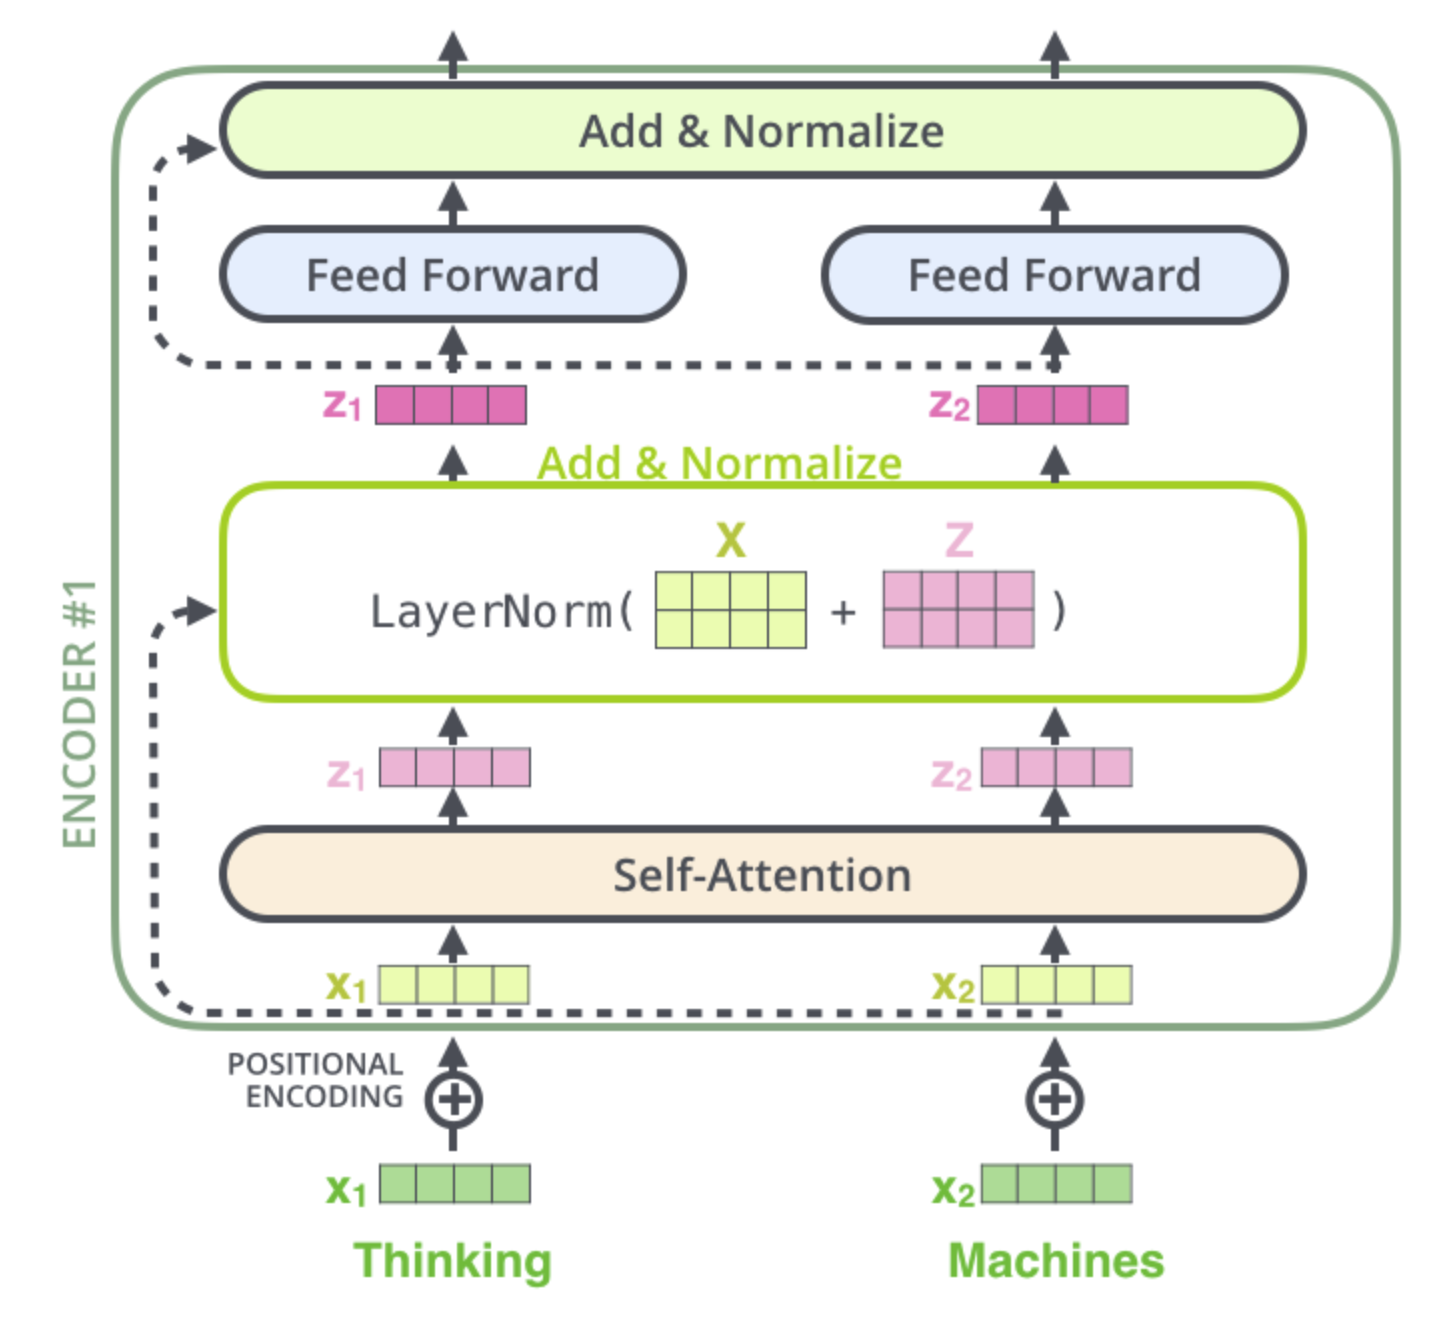 Add & Normalize
Feed Forward
Feed Forward
z1
z2
Add & Normalize
X
Z
LayerNorm(
+
)
ENCODER #1
z1
z2
Self-Attention
x1
x2
POSITIONAL
ENCODING
x1
x2
Thinking
Machines